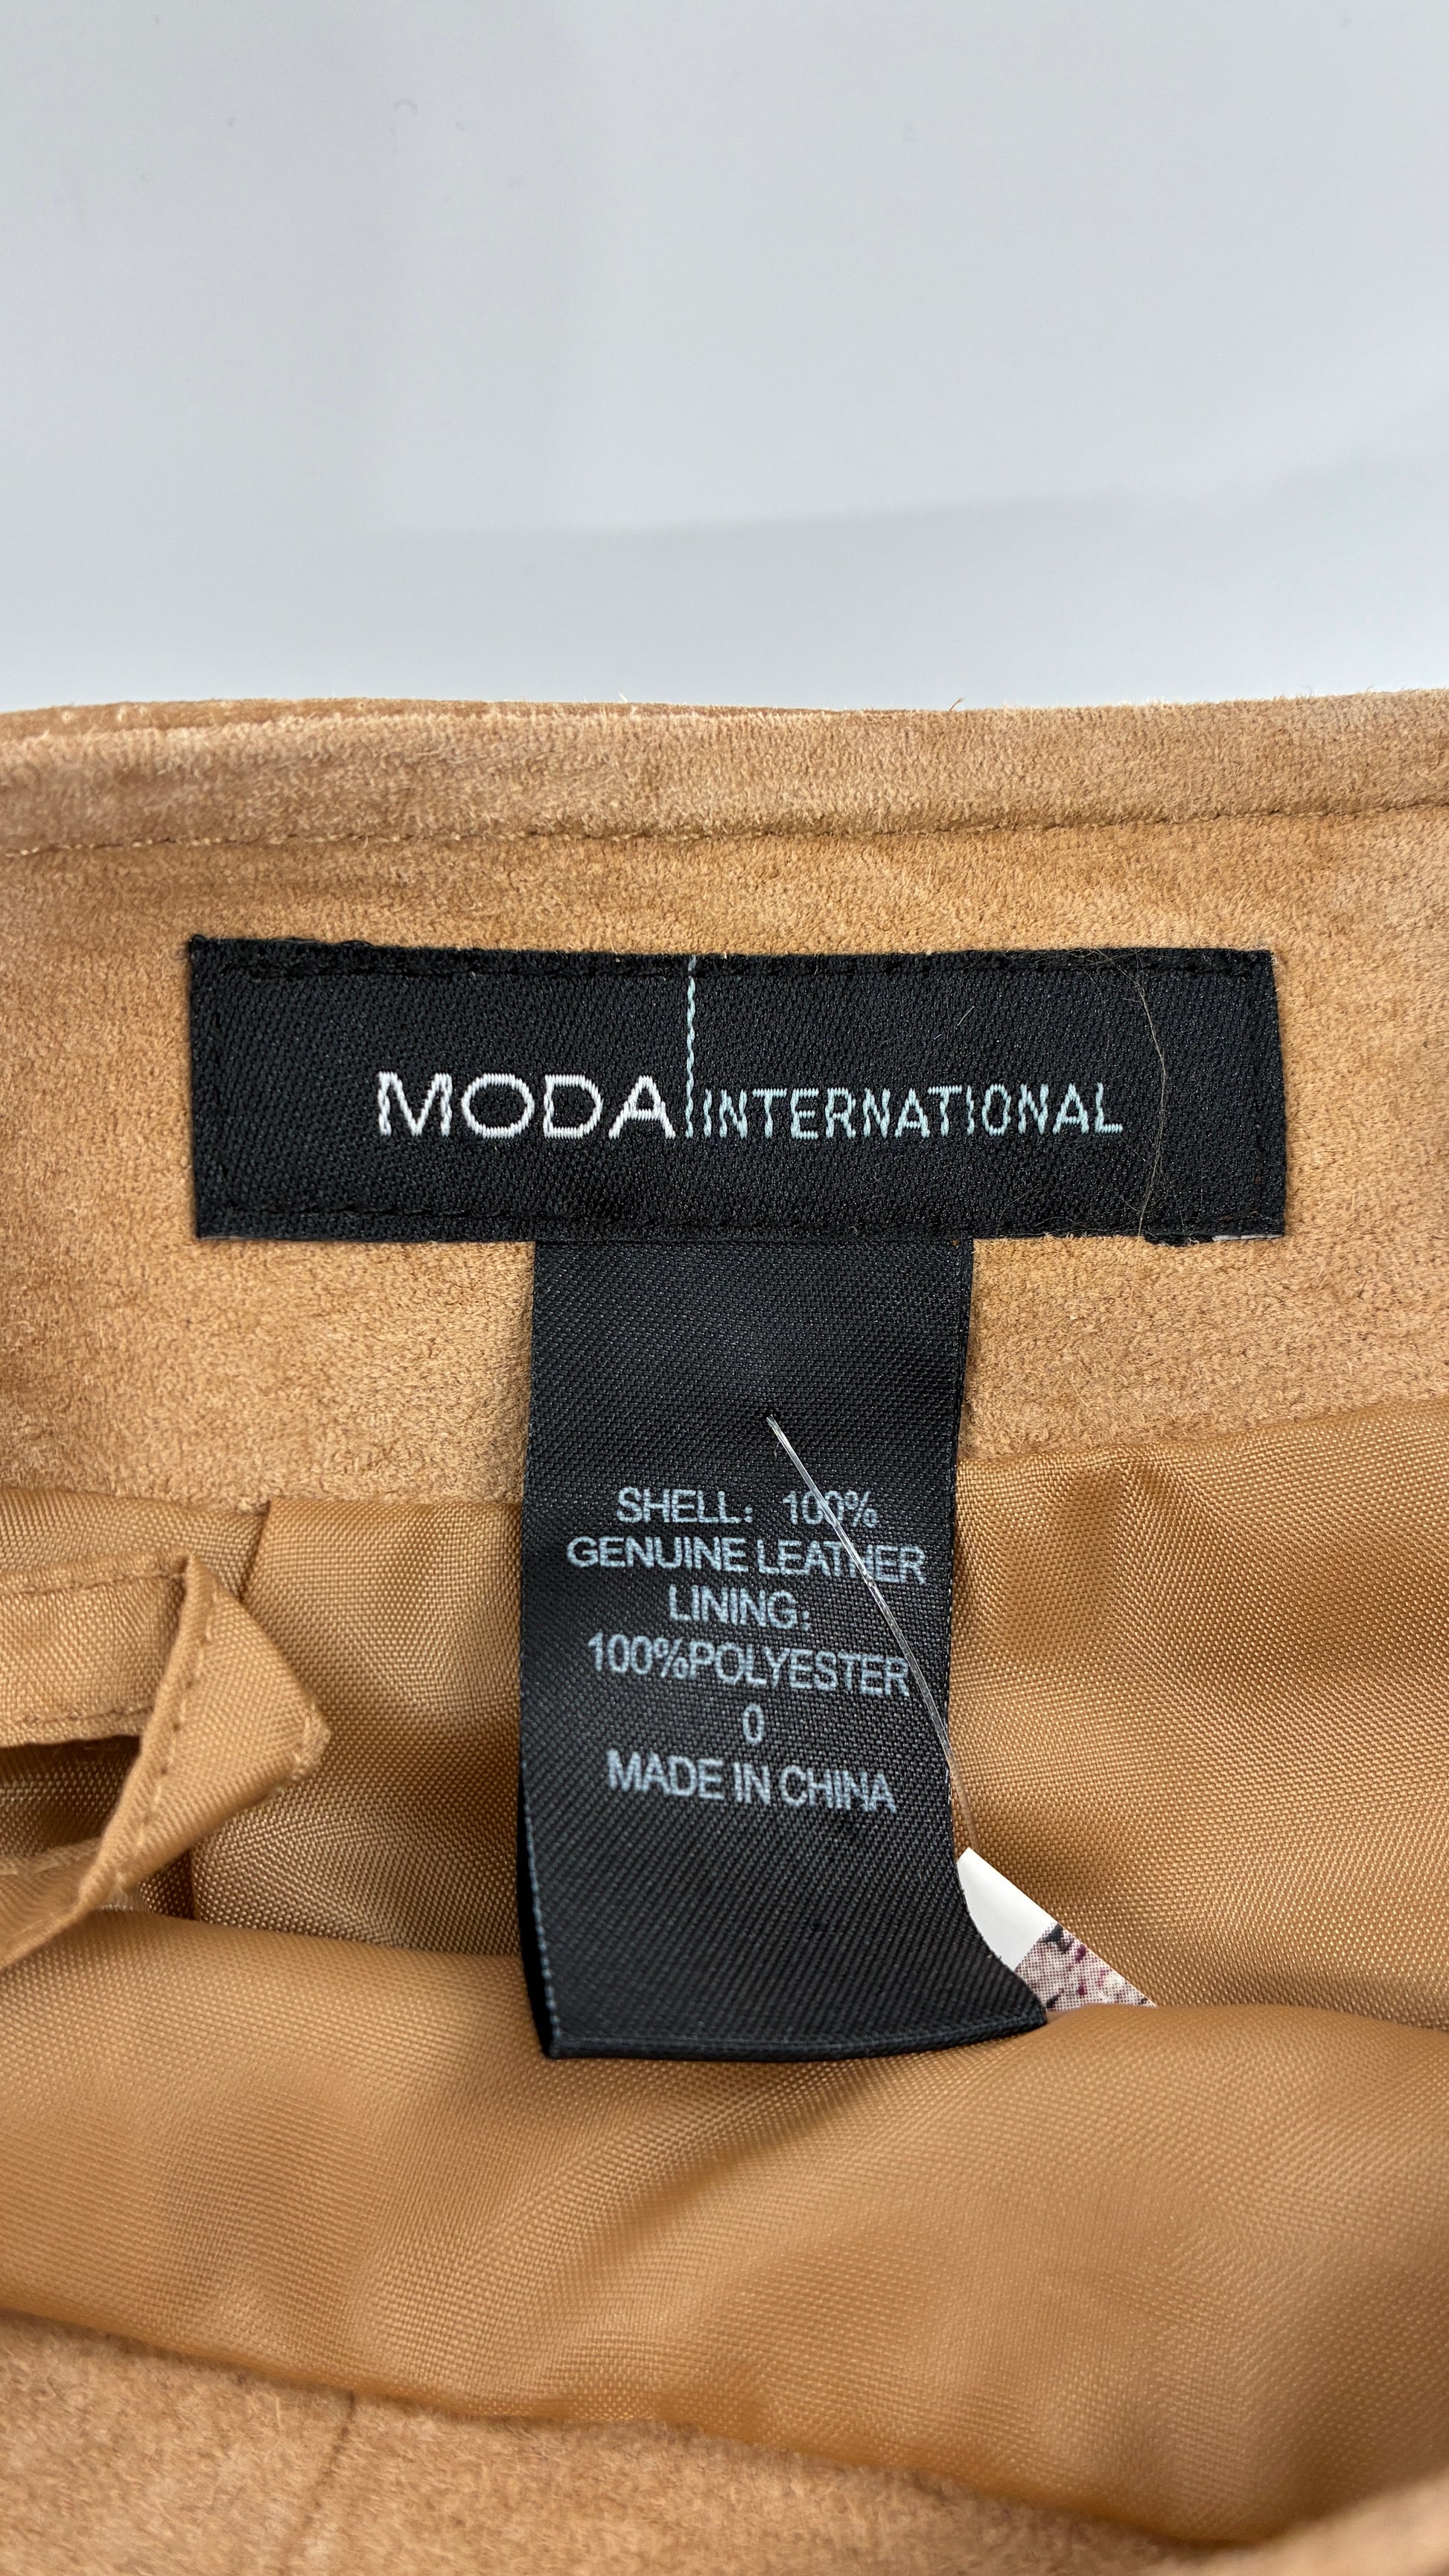 MODA INTERNATIONAL
SHELL: 100%
GENUINE LEATHER
LINING:
100%POLYESTER
0
MADE IN CHINA